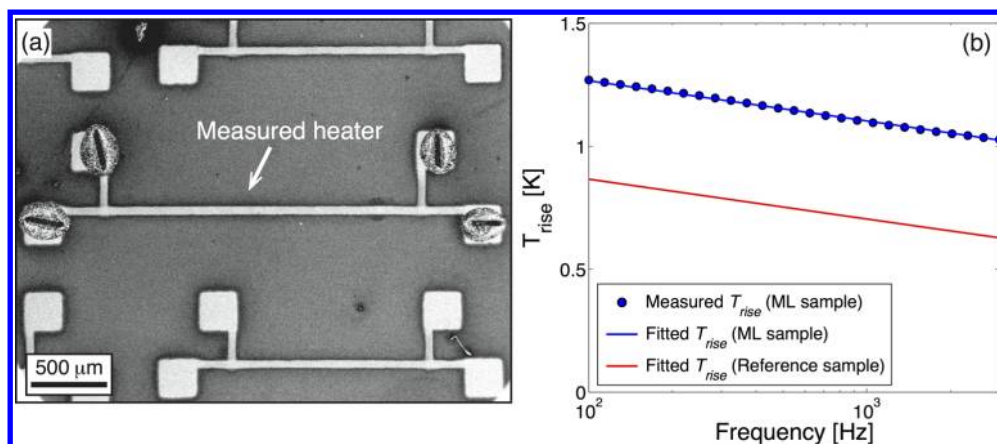 (a)
Measured heater
500 μm
(b)
T_rise [K]
1.5
1
0.5
0
10^2
10^3
Frequency [Hz]
Measured T_rise (ML sample)
Fitted T_rise (ML sample)
Fitted T_rise (Reference sample)